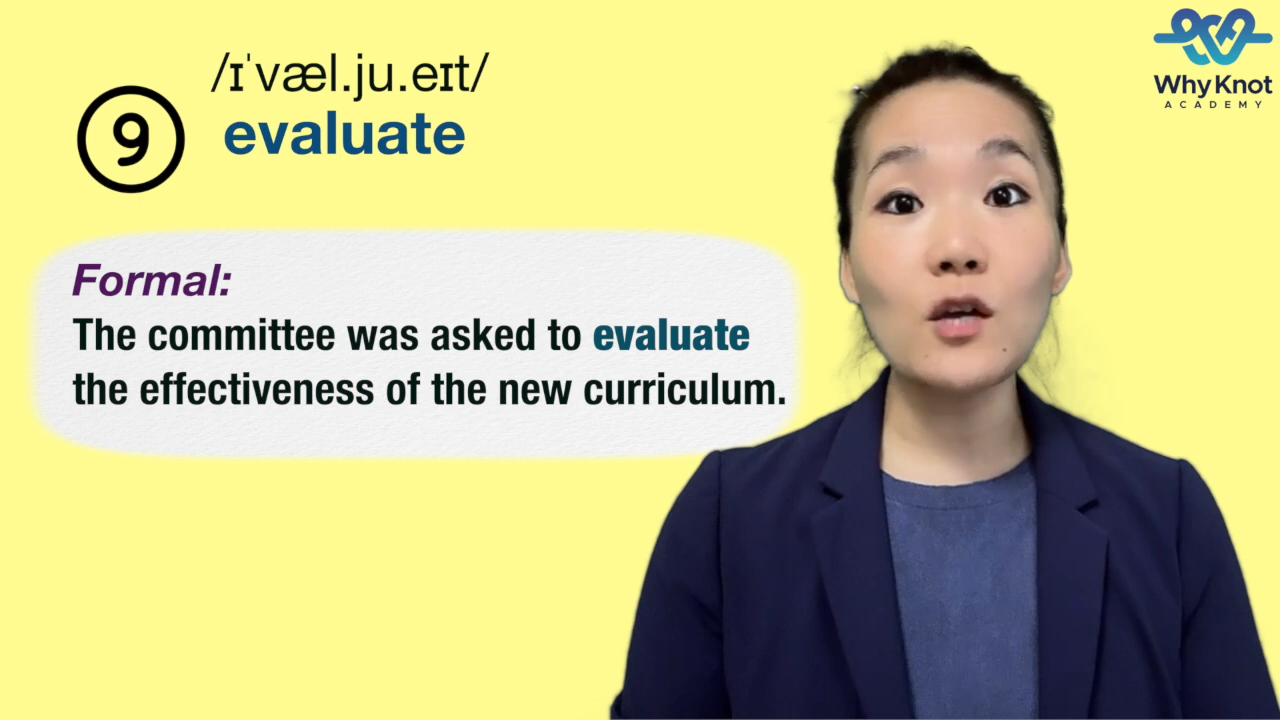 9
/ɪˈvæl.ju.eɪt/
evaluate
Formal:
The committee was asked to evaluate
the effectiveness of the new curriculum.
Why Knot
ACADEMY